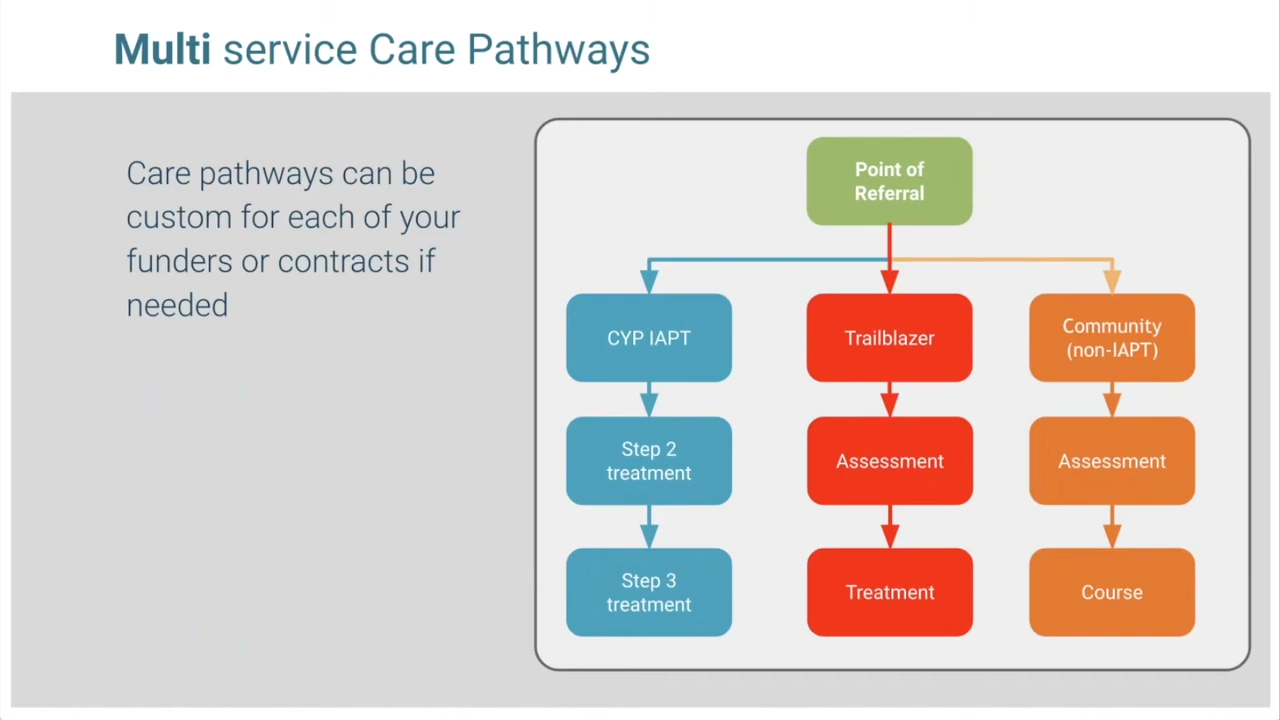 Multi service Care Pathways
Care pathways can be
custom for each of your
funders or contracts if
needed
Point of
Referral
CYP IAPT
Trailblazer
Community
(non-IAPT)
Step 2
treatment
Assessment
Assessment
Step 3
treatment
Treatment
Course